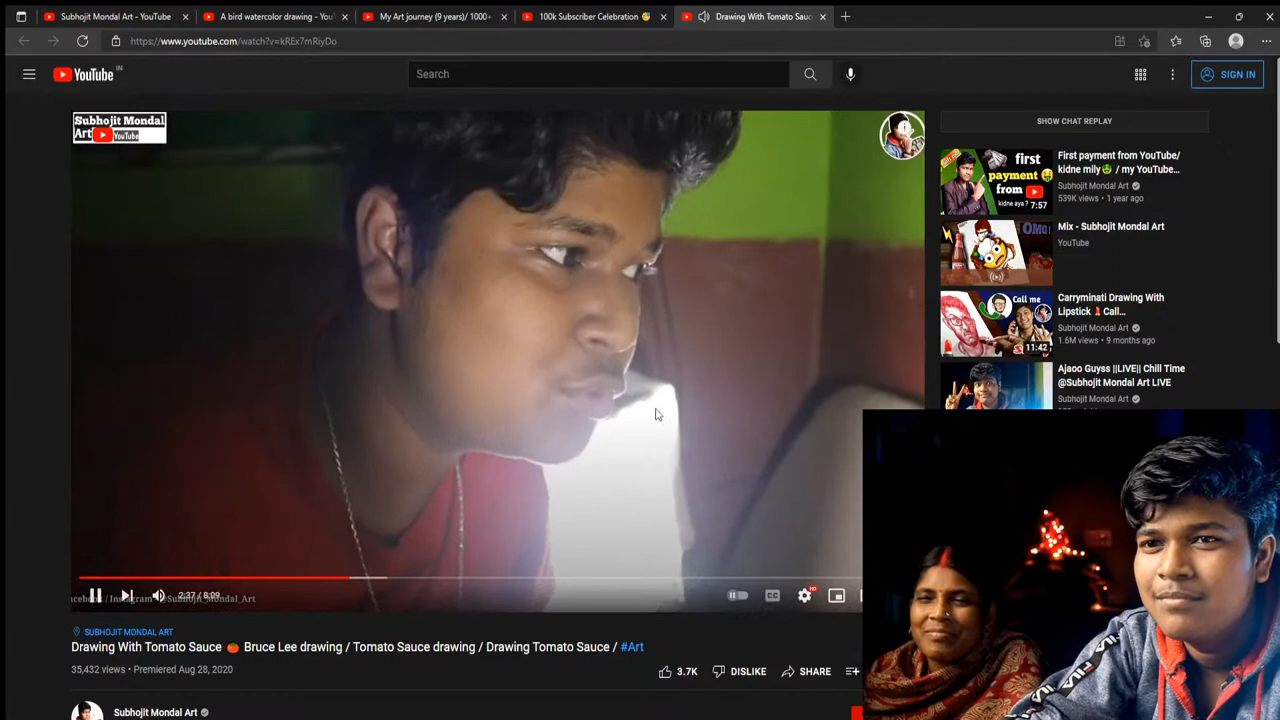 Subhojit Mondal Art - YouTube
A bird watercolor drawing - You
My Art journey (9 years)/ 1000+
100k Subscriber Celebration
Drawing With Tomato Sauc
https://www.youtube.com/watch?v=kREx7mRiyDo
YouTube IN
Search
SIGN IN
Subhojit Mondal
Art YouTube
SHOW CHAT REPLAY
first
payment
from
kidne aya ?
7:57
First payment from YouTube/
kidne mily🤑 / my YouTube...
Subhojit Mondal Art
539K views • 1 year ago
OMG!
Mix - Subhojit Mondal Art
YouTube
Call me
11:42
Carryminati Drawing With
Lipstick 💄 Call...
Subhojit Mondal Art
1.6M views • 9 months ago
Ajaoo Guyss ||LIVE|| Chill Time
@Subhojit Mondal Art LIVE
Subhojit Mondal Art
2:37 / 8:09
CC
HD
/ Instagram @Subhojit_Mondal_Art
SUBHOJIT MONDAL ART
Drawing With Tomato Sauce 🍅 Bruce Lee drawing / Tomato Sauce drawing / Drawing Tomato Sauce / #Art
35,432 views • Premiered Aug 28, 2020
3.7K
DISLIKE
SHARE
Subhojit Mondal Art
FILA